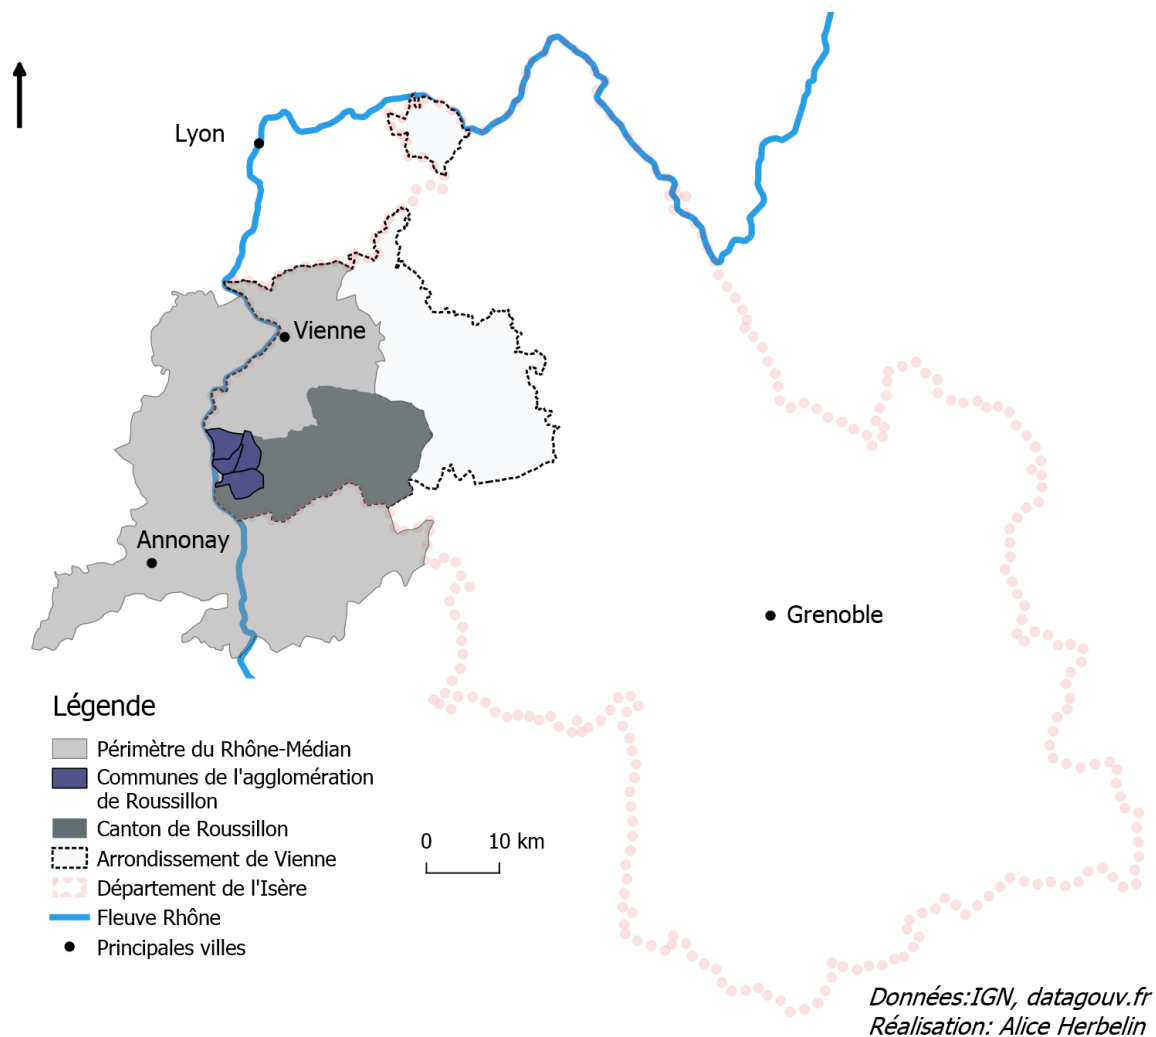 Lyon
Vienne
Annonay
Grenoble
Légende
Périmètre du Rhône-Médian
Communes de l'agglomération
de Roussillon
Canton de Roussillon
Arrondissement de Vienne
Département de l'Isère
Fleuve Rhône
Principales villes
0 10 km
Données:IGN, datagouv.fr
Réalisation: Alice Herbelin